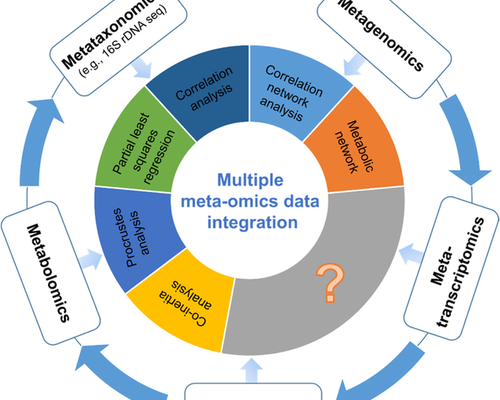 Metataxonomics
(e.g., 16S rDNA seq)
Metagenomics
Correlation
analysis
Correlation
network
analysis
Partial least
squares
regression
Metabolic
network
Multiple
meta-omics data
integration
Procrustes
analysis
Co-inertia
analysis
?
Metabolomics
Meta-
transcriptomics